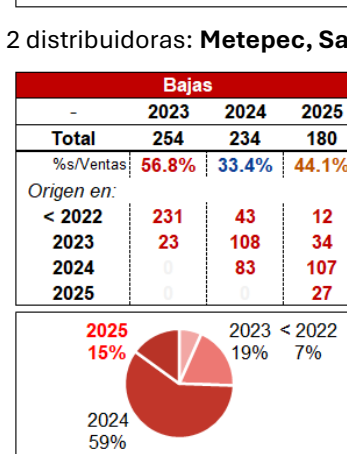 2 distribuidoras: Metepec, Sa
Bajas
- 2023 2024 2025
Total 254 234 180
%s/Ventas 56.8% 33.4% 44.1%
Origen en:
< 2022 231 43 12
2023 23 108 34
2024 0 83 107
2025 0 0 27
2025
15%
2023
19%
< 2022
7%
2024
59%